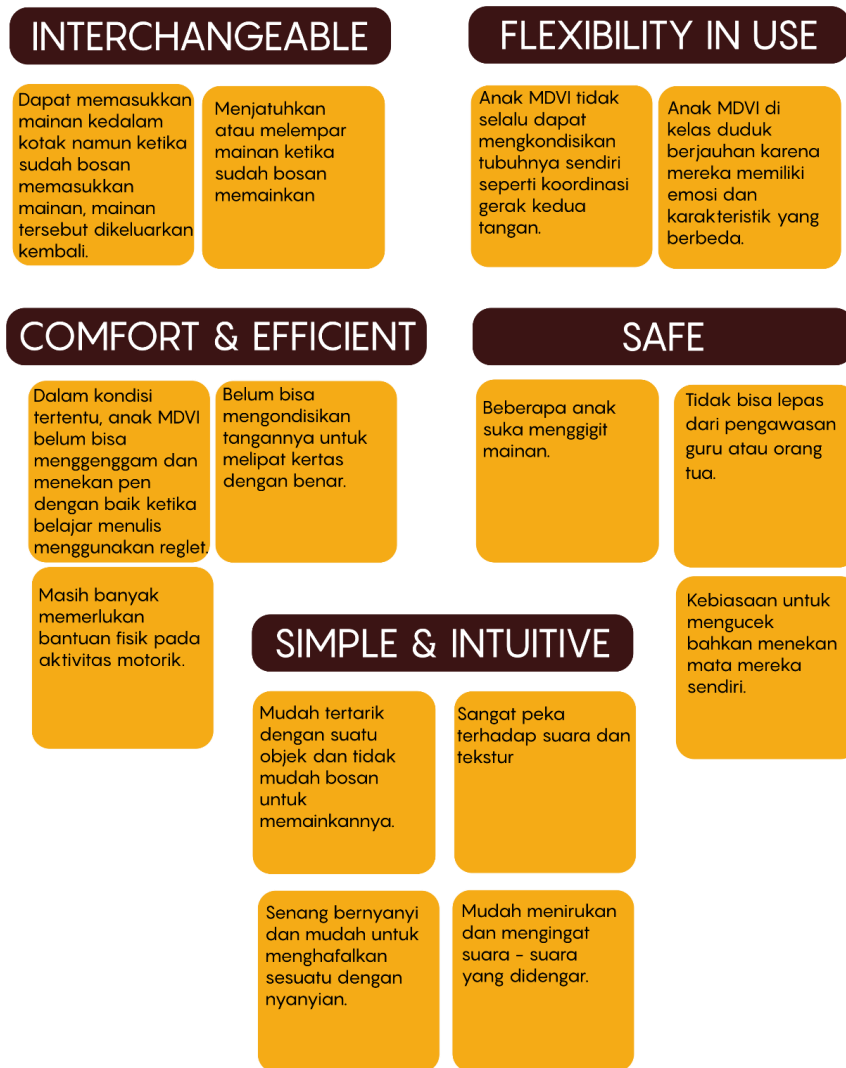 INTERCHANGEABLE
Dapat memasukkan
mainan kedalam
kotak namun ketika
sudah bosan
memasukkan
mainan, mainan
tersebut dikeluarkan
kembali.
Menjatuhkan
atau melempar
mainan ketika
sudah bosan
memainkan
FLEXIBILITY IN USE
Anak MDVI tidak
selalu dapat
mengkondisikan
tubuhnya sendiri
seperti koordinasi
gerak kedua
tangan.
Anak MDVI di
kelas duduk
berjauhan karena
mereka memiliki
emosi dan
karakteristik yang
berbeda.
COMFORT & EFFICIENT
Dalam kondisi
tertentu, anak MDVI
belum bisa
menggenggam dan
menekan pen
dengan baik ketika
belajar menulis
menggunakan reglet.
Belum bisa
mengondisikan
tangannya untuk
melipat kertas
dengan benar.
Masih banyak
memerlukan
bantuan fisik pada
aktivitas motorik.
SAFE
Beberapa anak
suka menggigit
mainan.
Tidak bisa lepas
dari pengawasan
guru atau orang
tua.
Kebiasaan untuk
mengucek
bahkan menekan
mata mereka
sendiri.
SIMPLE & INTUITIVE
Mudah tertarik
dengan suatu
objek dan tidak
mudah bosan
untuk
memainkannya.
Sangat peka
terhadap suara dan
tekstur
Senang bernyanyi
dan mudah untuk
menghafalkan
sesuatu dengan
nyanyian.
Mudah menirukan
dan mengingat
suara - suara
yang didengar.